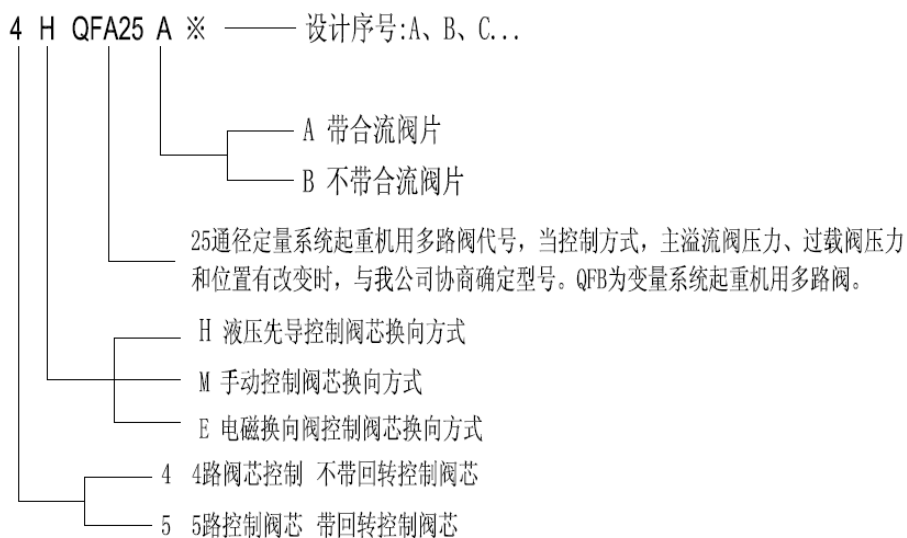 4 H QFA25 A ※ 设计序号:A、B、C...
A 带合流阀片
B 不带合流阀片
25通径定量系统起重机用多路阀代号，当控制方式，主溢流阀压力、过载阀压力
和位置有改变时，与我公司协商确定型号。QFB为变量系统起重机用多路阀。
H 液压先导控制阀芯换向方式
M 手动控制阀芯换向方式
E 电磁换向阀控制阀芯换向方式
4 4路阀芯控制 不带回转控制阀芯
5 5路控制阀芯 带回转控制阀芯